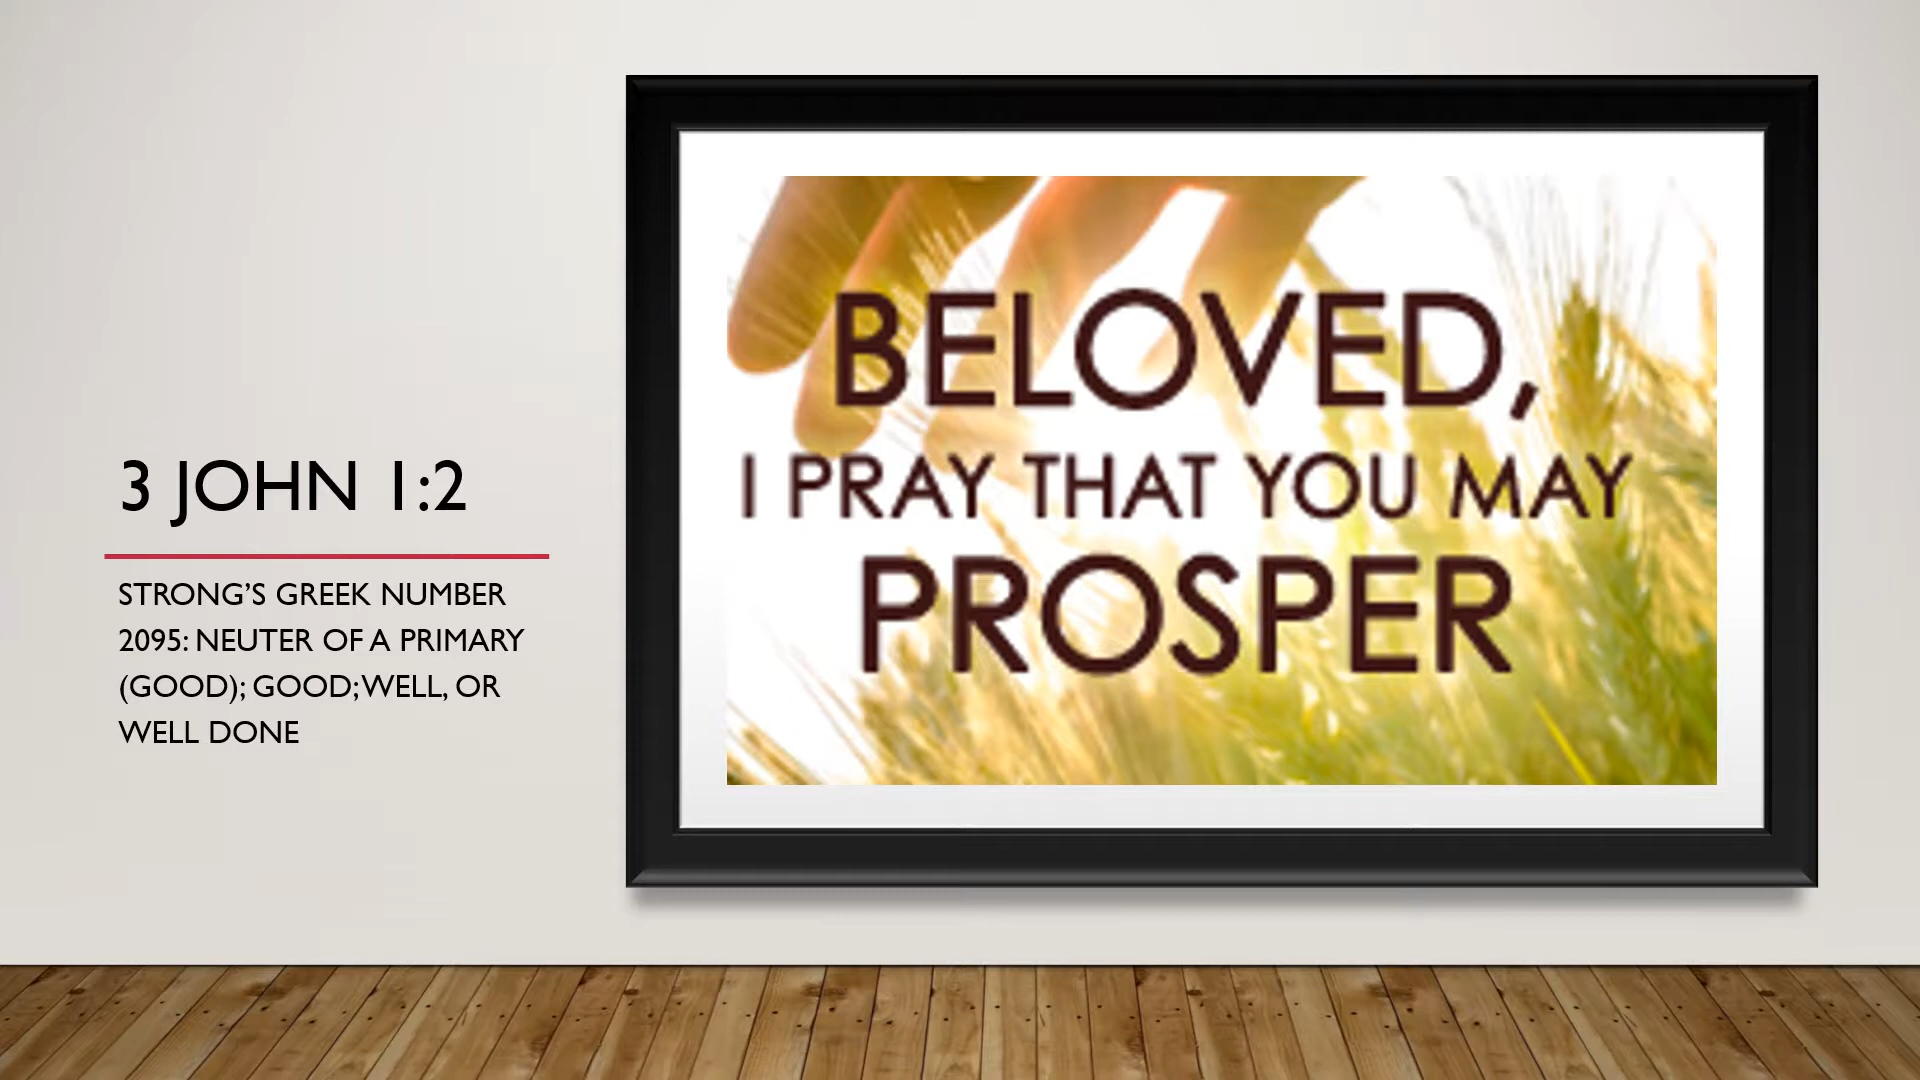 3 JOHN 1:2
STRONG’S GREEK NUMBER
2095: NEUTER OF A PRIMARY
(GOOD); GOOD; WELL, OR
WELL DONE
BELOVED,
I PRAY THAT YOU MAY
PROSPER